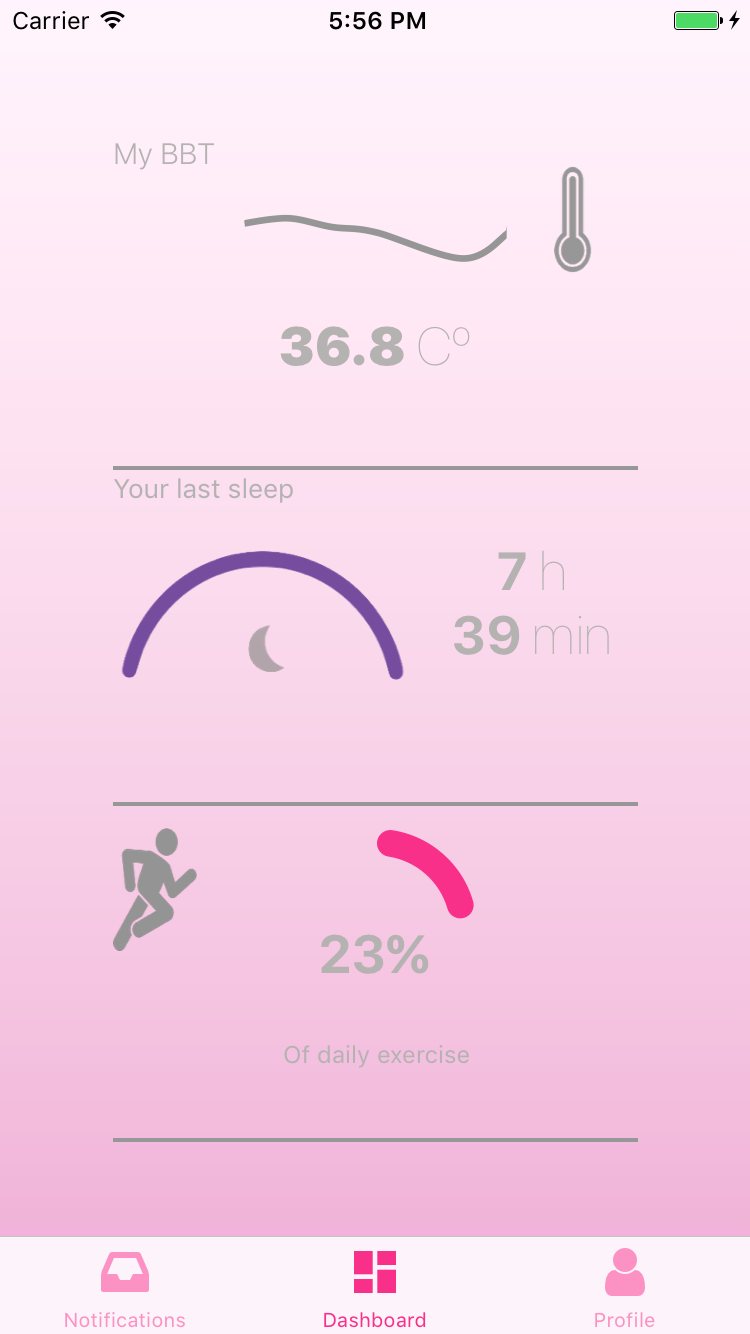 Carrier 5:56 PM
My BBT
36.8 Cº
Your last sleep
7 h
39 min
23%
Of daily exercise
Notifications Dashboard Profile